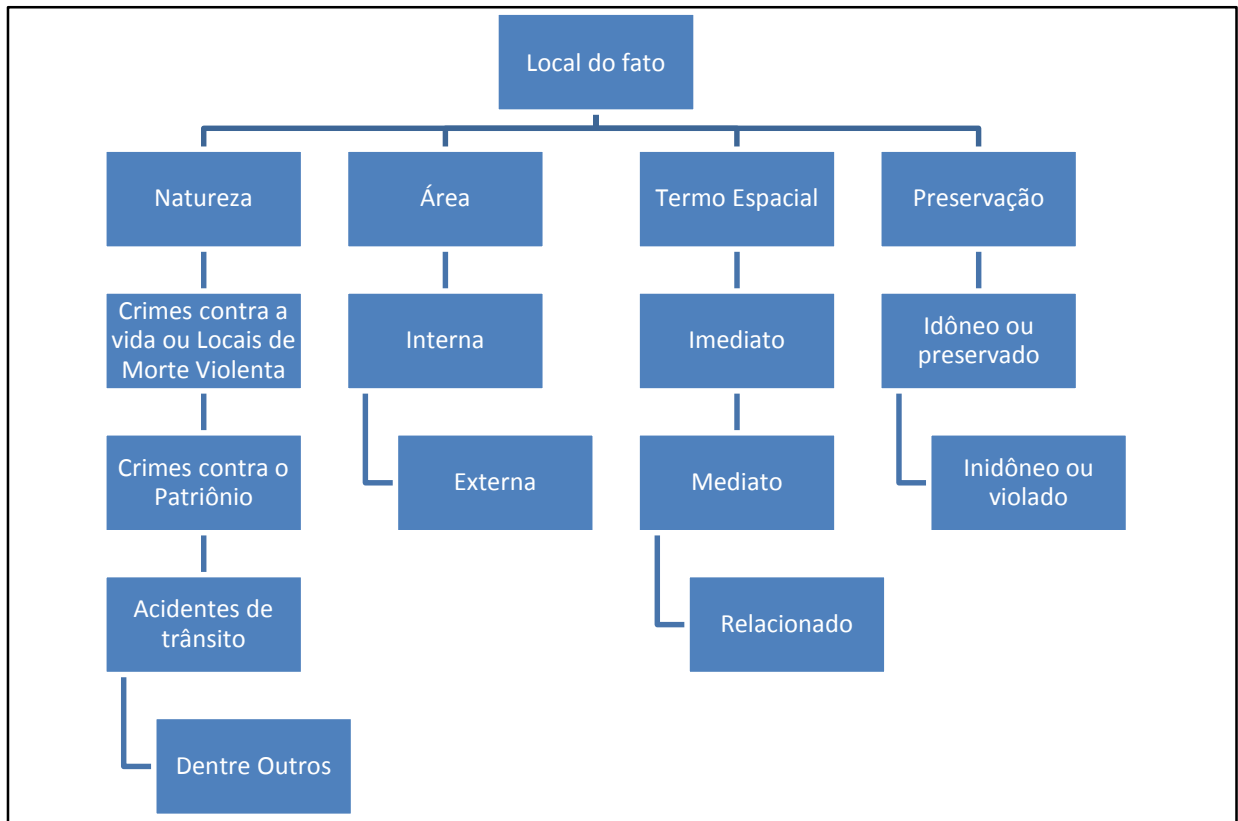 Local do fato
Natureza
Área
Termo Espacial
Preservação
Crimes contra a
vida ou Locais de
Morte Violenta
Interna
Imediato
Idôneo ou
preservado
Crimes contra o
Patriônio
Externa
Mediato
Inidôneo ou
violado
Acidentes de
trânsito
Relacionado
Dentre Outros